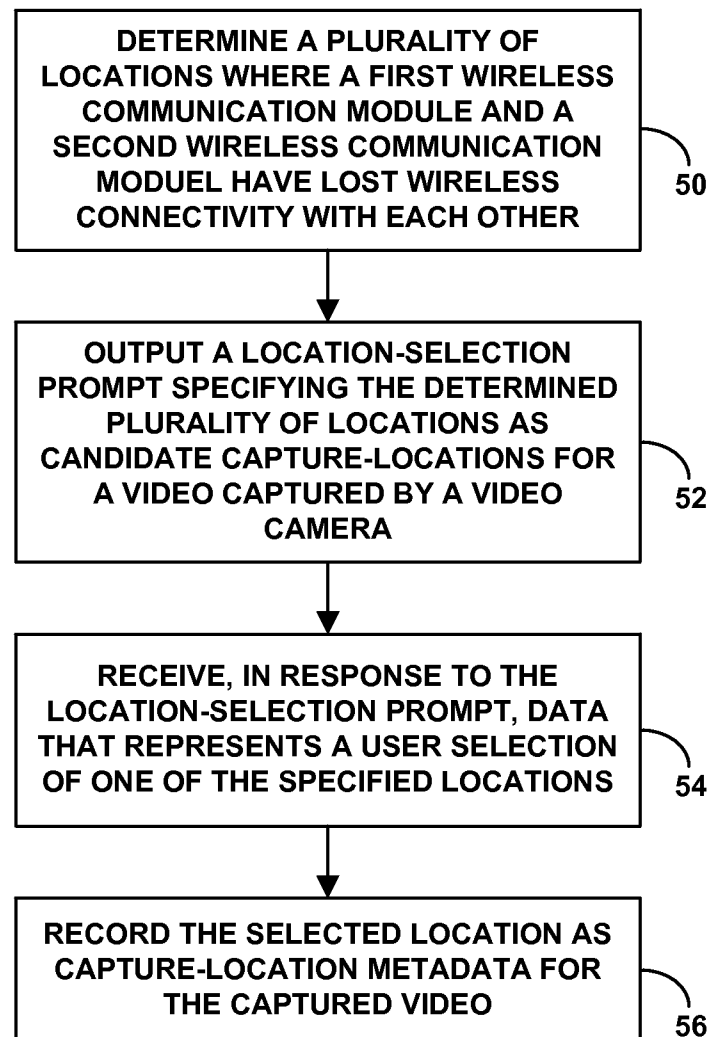 DETERMINE A PLURALITY OF
LOCATIONS WHERE A FIRST WIRELESS
COMMUNICATION MODULE AND A
SECOND WIRELESS COMMUNICATION
MODUEL HAVE LOST WIRELESS
CONNECTIVITY WITH EACH OTHER
50
OUTPUT A LOCATION-SELECTION
PROMPT SPECIFYING THE DETERMINED
PLURALITY OF LOCATIONS AS
CANDIDATE CAPTURE-LOCATIONS FOR
A VIDEO CAPTURED BY A VIDEO
CAMERA
52
RECEIVE, IN RESPONSE TO THE
LOCATION-SELECTION PROMPT, DATA
THAT REPRESENTS A USER SELECTION
OF ONE OF THE SPECIFIED LOCATIONS
54
RECORD THE SELECTED LOCATION AS
CAPTURE-LOCATION METADATA FOR
THE CAPTURED VIDEO
56